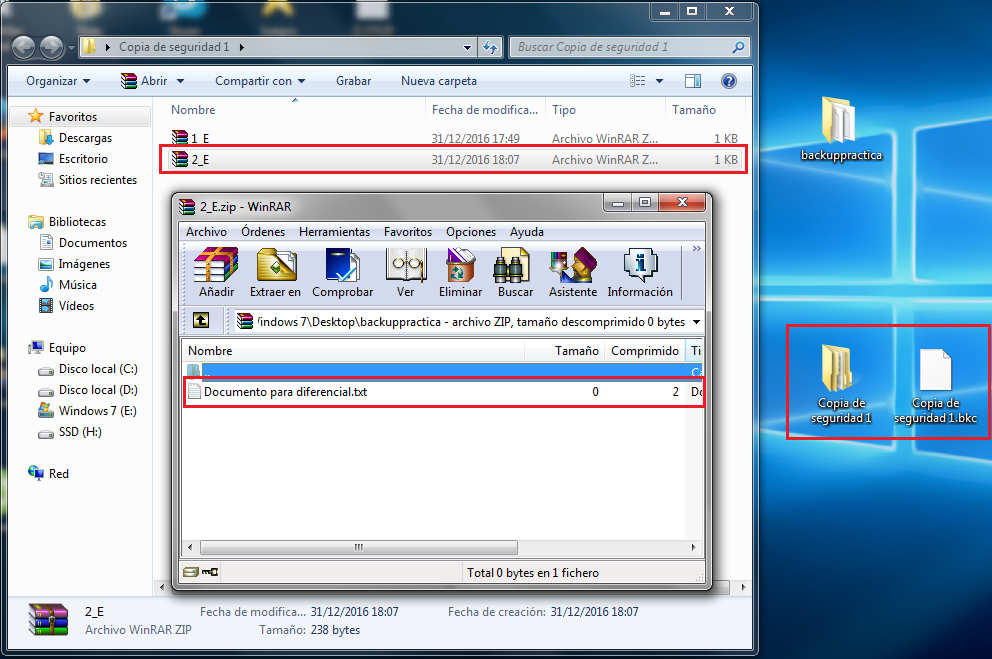 Copia de seguridad 1
Buscar Copia de seguridad 1
Organizar
Abrir
Compartir con
Grabar
Nueva carpeta
Nombre
Fecha de modifica...
Tipo
Tamaño
1_E 31/12/2016 17:49 Archivo WinRAR Z... 1 KB
2_E 31/12/2016 18:07 Archivo WinRAR Z... 1 KB
Favoritos
Descargas
Escritorio
Sitios recientes
Bibliotecas
Documentos
Imágenes
Música
Vídeos
Equipo
Disco local (C:)
Disco local (D:)
Windows 7 (E:)
SSD (H:)
Red
2_E.zip - WinRAR
Archivo Órdenes Herramientas Favoritos Opciones Ayuda
Añadir Extraer en Comprobar Ver Eliminar Buscar Asistente Información
»
indows 7\Desktop\backuppractica - archivo ZIP, tamaño descomprimido 0 bytes
Nombre Tamaño Comprimido Ti
..
Documento para diferencial.txt 0 2 Do
Total 0 bytes en 1 fichero
2_E Fecha de modifica... 31/12/2016 18:07 Fecha de creación: 31/12/2016 18:07
Archivo WinRAR ZIP Tamaño: 238 bytes
backuppractica
Copia de
seguridad 1
Copia de
seguridad 1.bkc